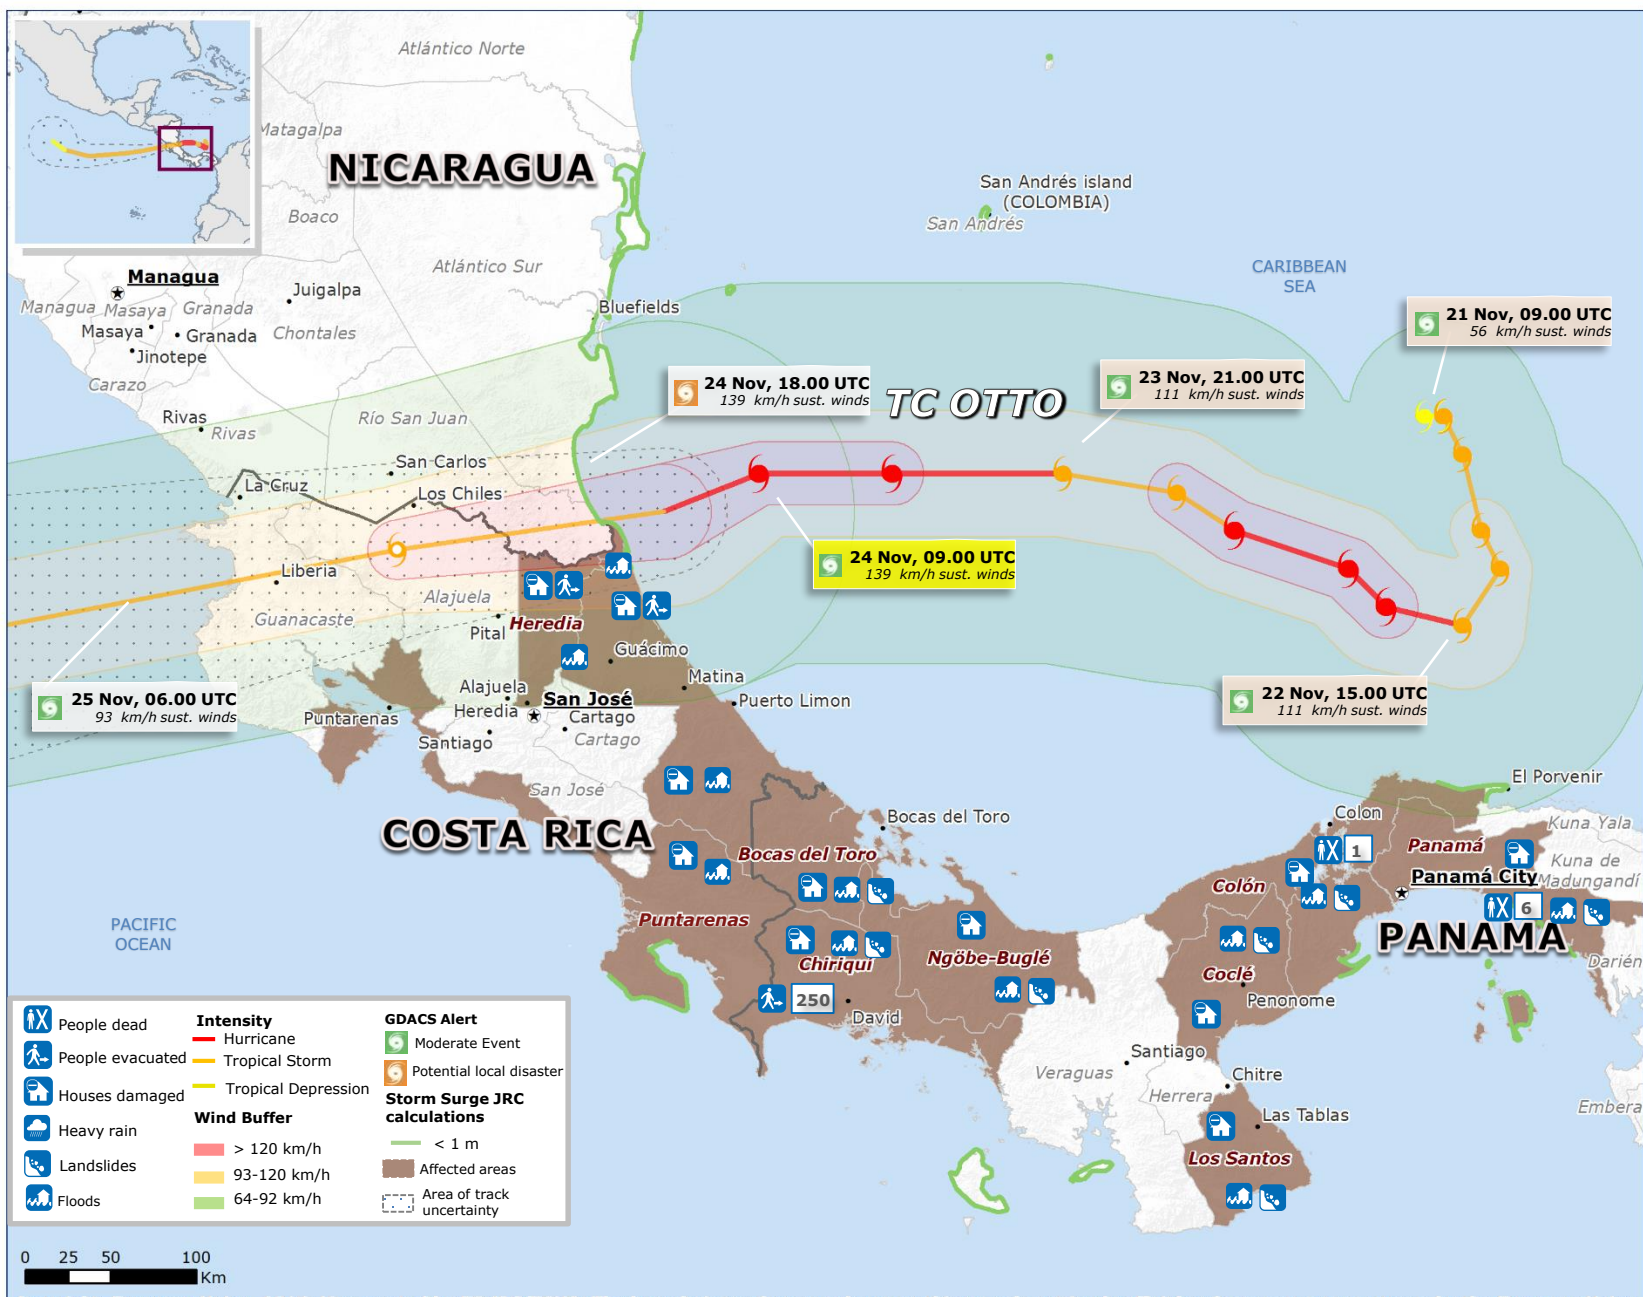 Atlántico Norte
Matagalpa
NICARAGUA
Boaco
San Andrés island
(COLOMBIA)
San Andrés
Atlántico Sur
CARIBBEAN
SEA
Managua
Juigalpa
Managua
Masaya
Granada
Masaya
Granada
Chontales
Jinotepe
Bluefields
Carazo
21 Nov, 09.00 UTC
56 km/h sust. winds
24 Nov, 18.00 UTC
139 km/h sust. winds
TC OTTO
23 Nov, 21.00 UTC
111 km/h sust. winds
Rivas
Rivas
Río San Juan
San Carlos
La Cruz
Los Chiles
24 Nov, 09.00 UTC
139 km/h sust. winds
Liberia
Guanacaste
Alajuela
Pital
Heredia
Guácimo
Matina
25 Nov, 06.00 UTC
93 km/h sust. winds
22 Nov, 15.00 UTC
111 km/h sust. winds
Alajuela
San José
Puerto Limon
Heredia
Cartago
Puntarenas
Santiago
Cartago
San José
El Porvenir
COSTA RICA
Bocas del Toro
Colon
Kuna Yala
Bocas del Toro
1
Panamá
Kuna de
Madungandí
Colón
Panamá City
6
Puntarenas
PACIFIC
OCEAN
PANAMA
Ngöbe-Buglé
Chiriquí
Coclé
Darién
250
David
Penonome
Santiago
Veraguas
Chitre
Herrera
Las Tablas
Embera
Los Santos
People dead
People evacuated
Houses damaged
Heavy rain
Landslides
Floods
Intensity
Hurricane
Tropical Storm
Tropical Depression
Wind Buffer
> 120 km/h
93-120 km/h
64-92 km/h
GDACS Alert
Moderate Event
Potential local disaster
Storm Surge JRC
calculations
< 1 m
Affected areas
Area of track
uncertainty
0 25 50 100
Km